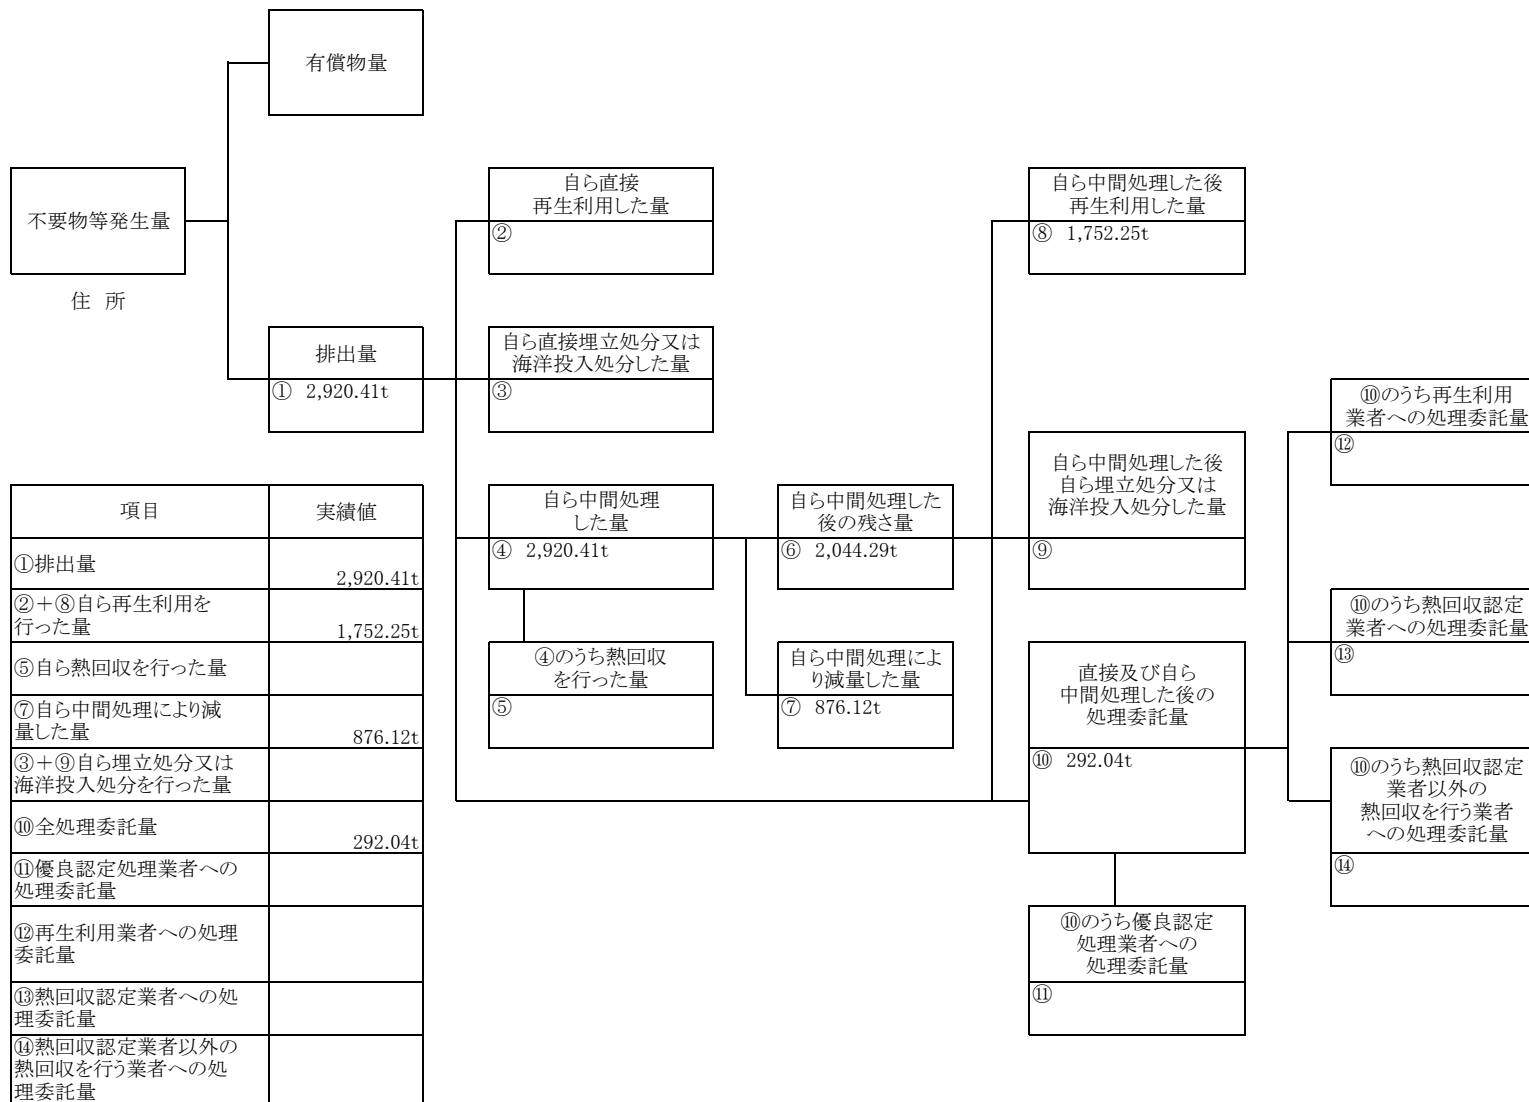 有償物量
不要物等発生量
住 所
排出量
① 2,920.41t
自ら直接
再生利用した量
②
自ら直接埋立処分又は
海洋投入処分した量
③
自ら中間処理
した量
④ 2,920.41t
④のうち熱回収
を行った量
⑤
自ら中間処理した
後の残さ量
⑥ 2,044.29t
自ら中間処理によ
り減量した量
⑦ 876.12t
自ら中間処理した後
再生利用した量
⑧ 1,752.25t
自ら中間処理した後
自ら埋立処分又は
海洋投入処分した量
⑨
直接及び自ら
中間処理した後の
処理委託量
⑩ 292.04t
⑩のうち優良認定
処理業者への
処理委託量
⑪
⑩のうち再生利用
業者への処理委託量
⑫
⑩のうち熱回収認定
業者への処理委託量
⑬
⑩のうち熱回収認定
業者以外の
熱回収を行う業者
への処理委託量
⑭
項目 実績値
①排出量
2,920.41t
②+⑧自ら再生利用を
行った量 1,752.25t
⑤自ら熱回収を行った量
⑦自ら中間処理により減
量した量 876.12t
③+⑨自ら埋立処分又は
海洋投入処分を行った量
⑩全処理委託量
292.04t
⑪優良認定処理業者への
処理委託量
⑫再生利用業者への処理
委託量
⑬熱回収認定業者への処
理委託量
⑭熱回収認定業者以外の
熱回収を行う業者への処
理委託量